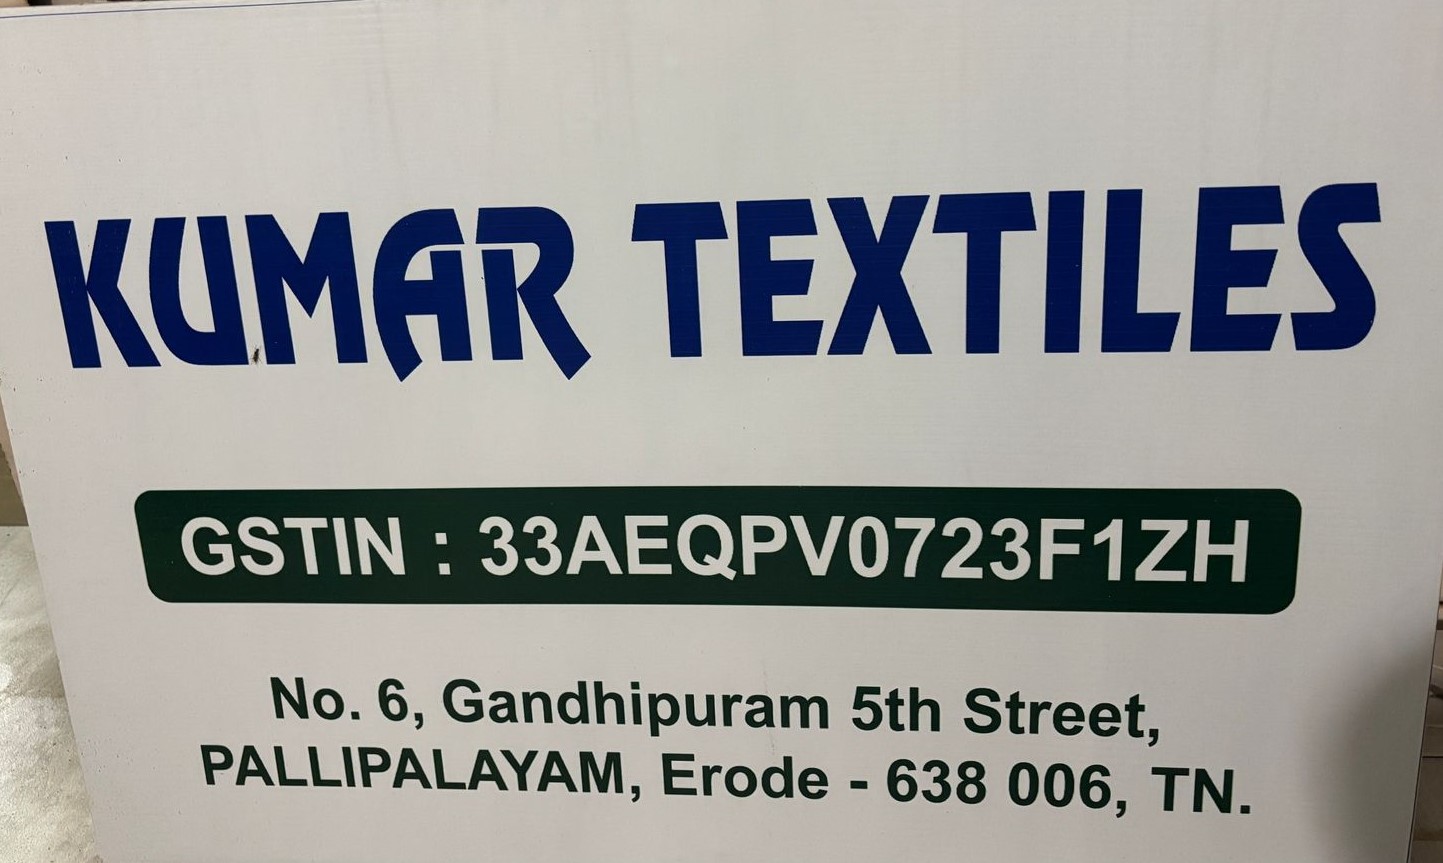 KUMAR TEXTILES
GSTIN : 33AEQPV0723F1ZH
No. 6, Gandhipuram 5th Street,
PALLIPALAYAM, Erode - 638 006, TN.